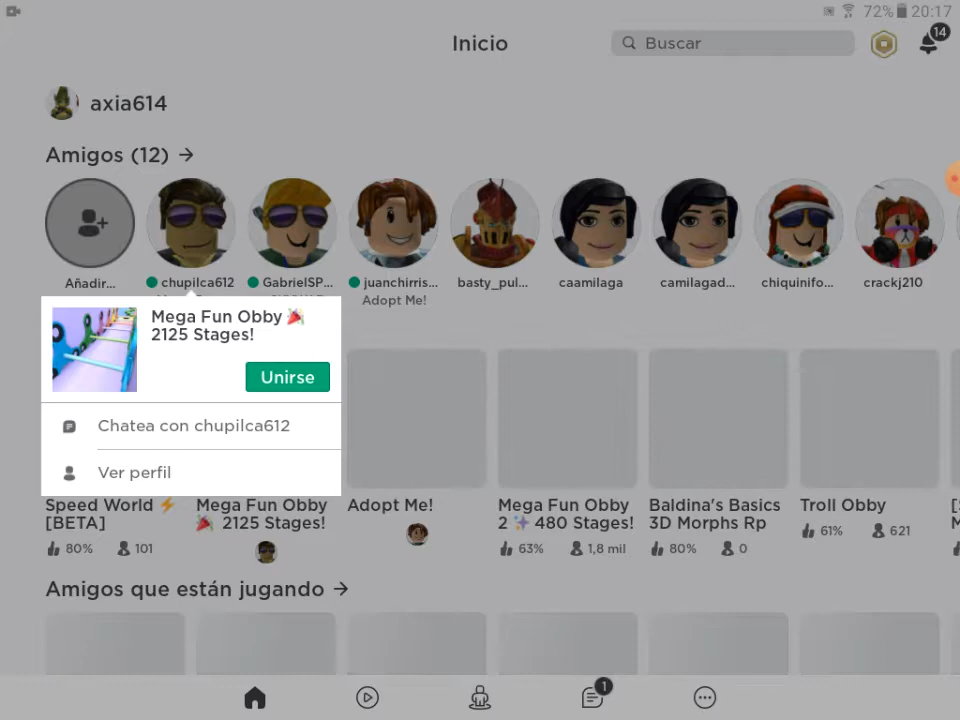 72% 20:17
Inicio
Buscar
14
axia614
Amigos (12) →
Añadir...
chupilca612
GabrielSP...
juanchirris...
basty_pul...
caamilaga
camilagad...
chiquinifo...
crackj210
Adopt Me!
Mega Fun Obby 🎉
2125 Stages!
Unirse
Chatea con chupilca612
Ver perfil
Speed World ⚡
[BETA]
80% 101
Mega Fun Obby
🎉 2125 Stages!
Adopt Me!
Mega Fun Obby
2 ✨ 480 Stages!
63% 1,8 mil
Baldina's Basics
3D Morphs Rp
80% 0
Troll Obby
61% 621
Amigos que están jugando →
1